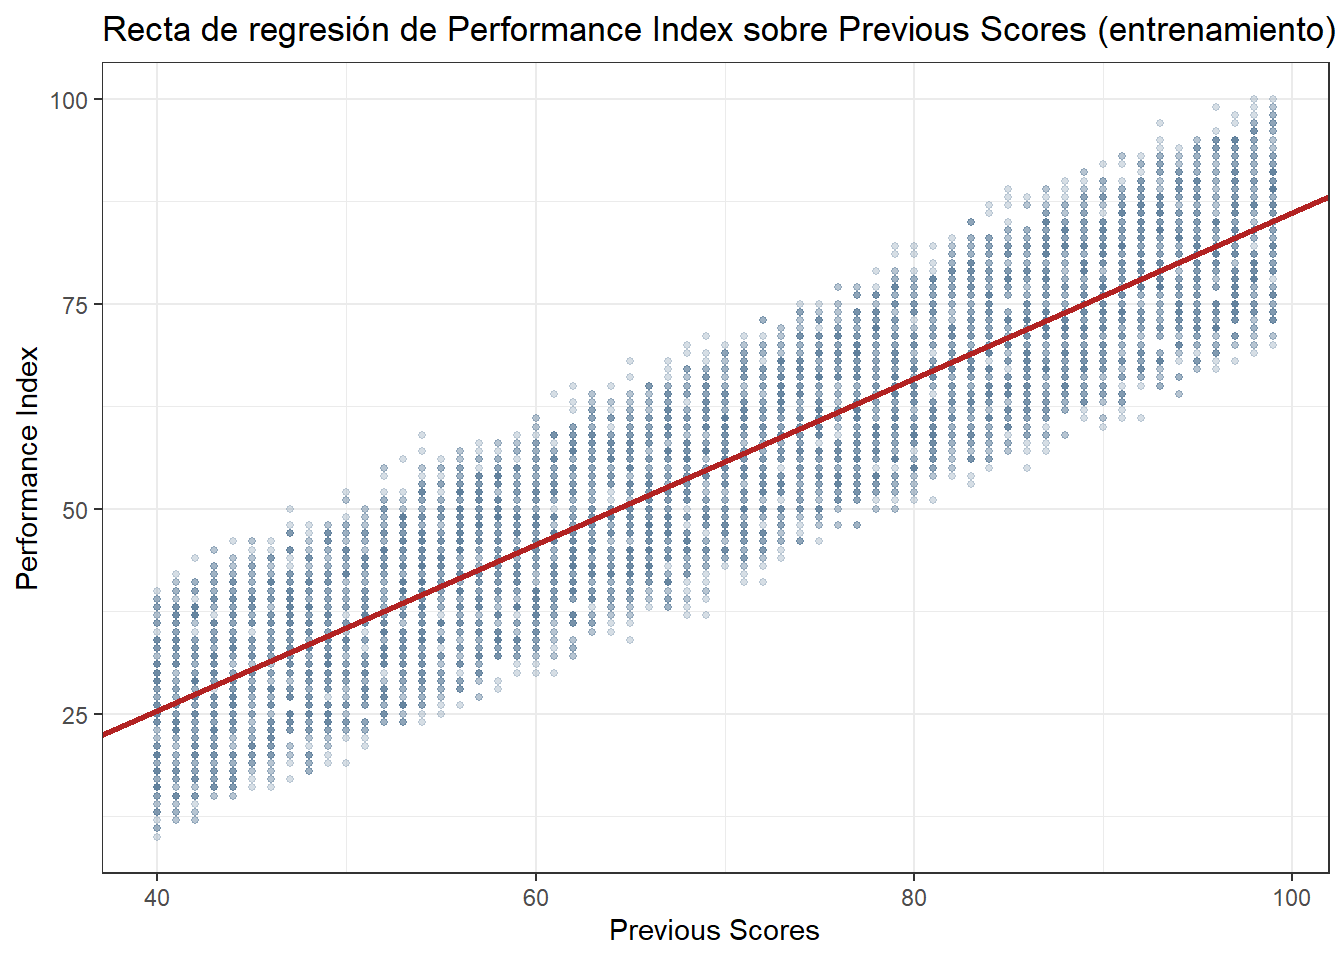 Recta de regresión de Performance Index sobre Previous Scores (entrenamiento)
100
75
50
25
Performance Index
40 60 80 100
Previous Scores